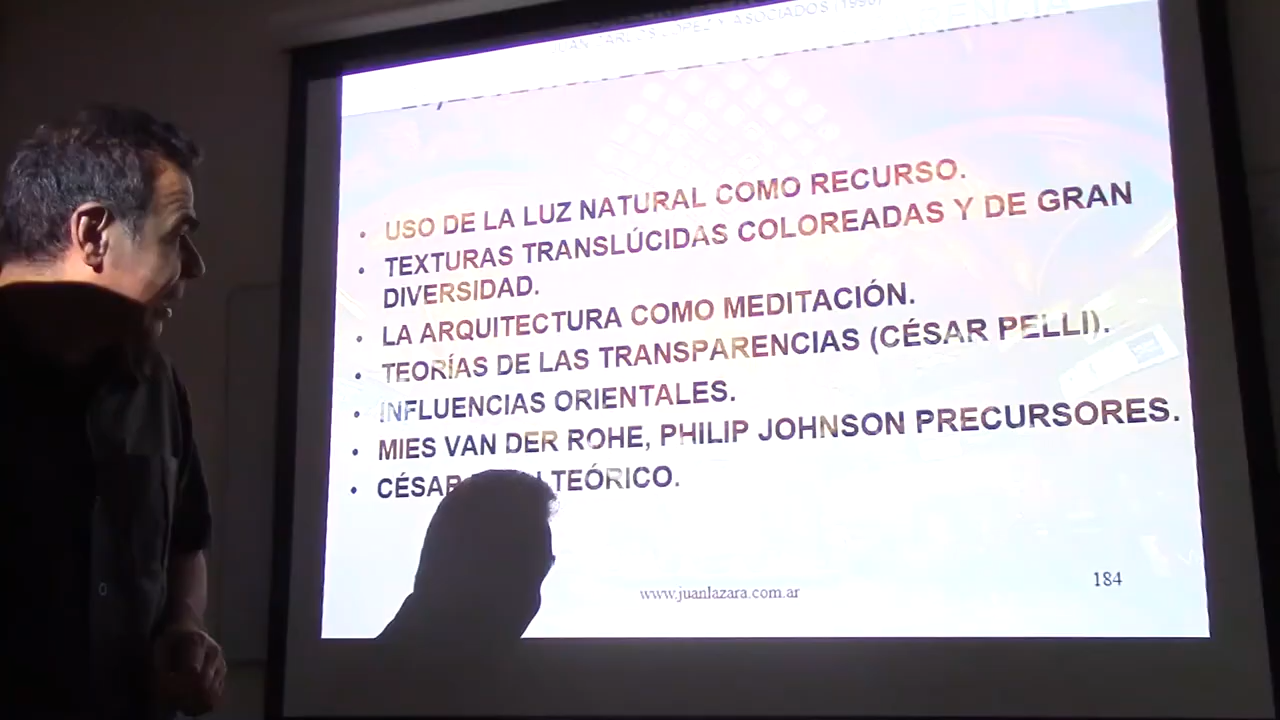 JUAN CARLOS LOPEZ Y ASOCIADOS (1996)
• USO DE LA LUZ NATURAL COMO RECURSO.
• TEXTURAS TRANSLÚCIDAS COLOREADAS Y DE GRAN
DIVERSIDAD.
• LA ARQUITECTURA COMO MEDITACIÓN.
• TEORÍAS DE LAS TRANSPARENCIAS (CÉSAR PELLI).
• INFLUENCIAS ORIENTALES.
• MIES VAN DER ROHE, PHILIP JOHNSON PRECURSORES.
• CÉSAR TEÓRICO.
www.juanlazara.com.ar
184